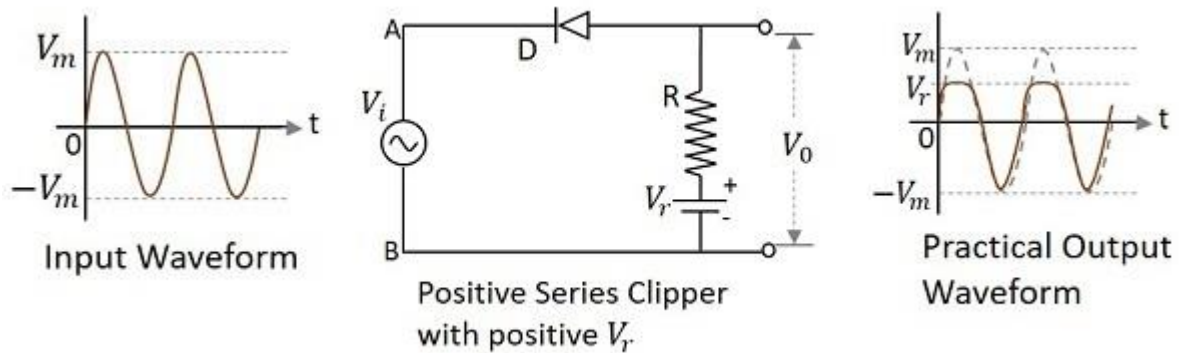 V_m
0
t
−V_m
Input Waveform
A
D
R
V_i
V_0
V_r
+
-
B
Positive Series Clipper
with positive V_r
V_m
V_r
0
t
−V_m
Practical Output
Waveform